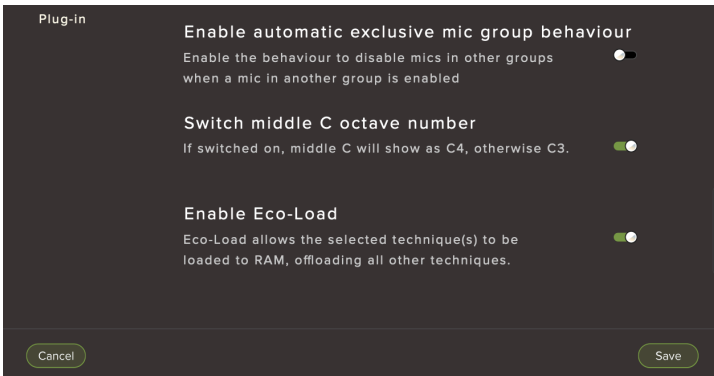 Plug-in
Enable automatic exclusive mic group behaviour
Enable the behaviour to disable mics in other groups
when a mic in another group is enabled
Switch middle C octave number
If switched on, middle C will show as C4, otherwise C3.
Enable Eco-Load
Eco-Load allows the selected technique(s) to be
loaded to RAM, offloading all other techniques.
Cancel
Save